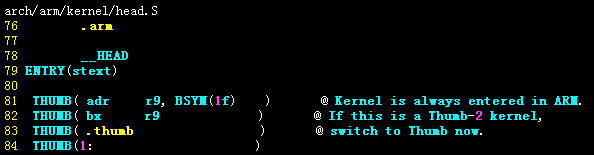 arch/arm/kernel/head.S
76 .arm
77
78 __HEAD
79 ENTRY(stext)
80
81 THUMB( adr r9, BSYM(1f) ) @ Kernel is always entered in ARM.
82 THUMB( bx r9 ) @ If this is a Thumb-2 kernel,
83 THUMB( .thumb ) @ switch to Thumb now.
84 THUMB(1: )